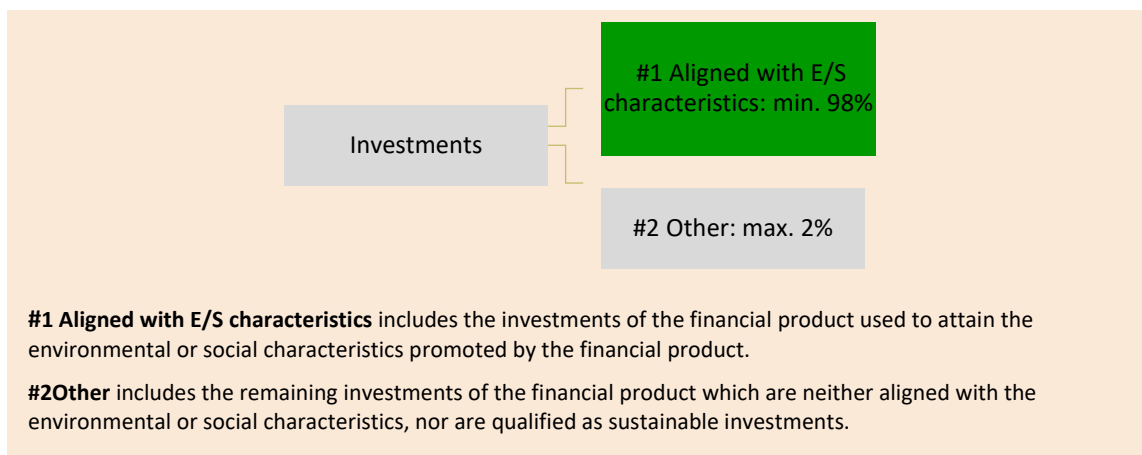 #1 Aligned with E/S
characteristics: min. 98%
Investments
#2 Other: max. 2%
#1 Aligned with E/S characteristics includes the investments of the financial product used to attain the
environmental or social characteristics promoted by the financial product.
#2Other includes the remaining investments of the financial product which are neither aligned with the
environmental or social characteristics, nor are qualified as sustainable investments.